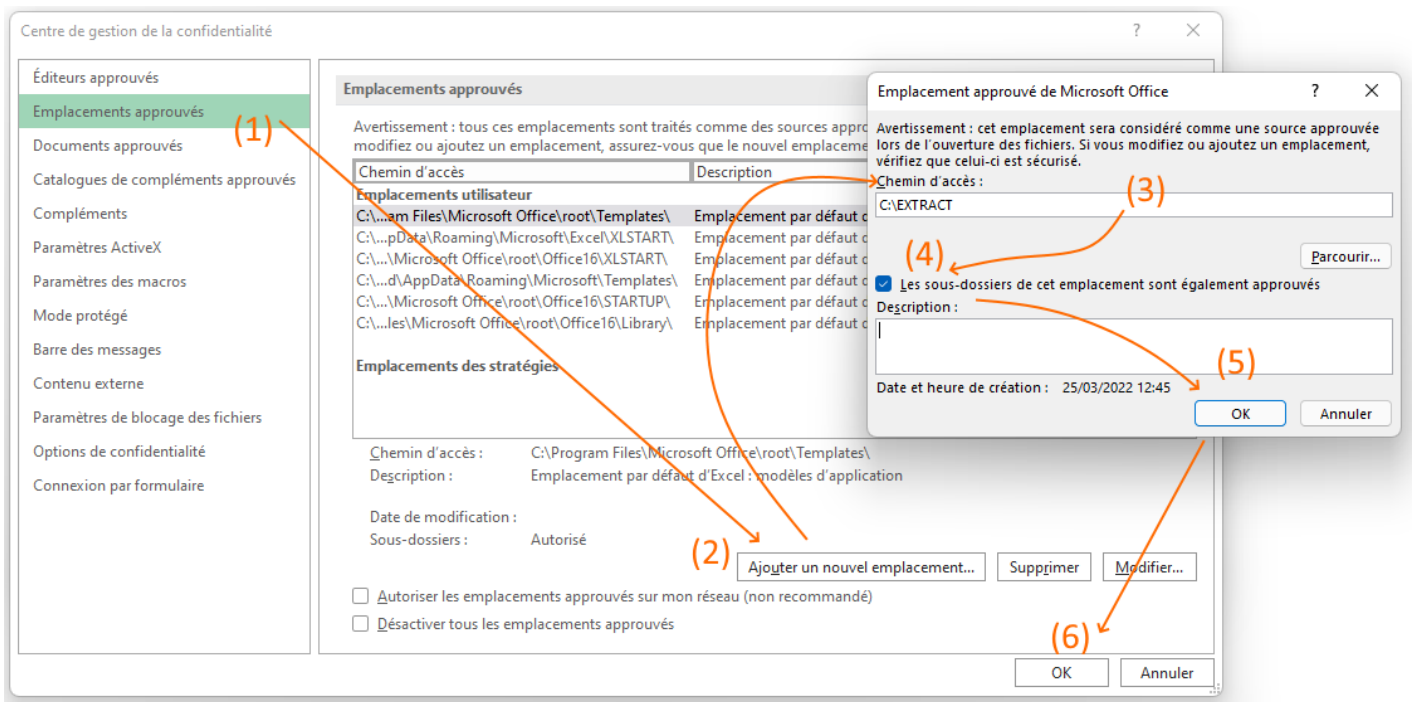 Centre de gestion de la confidentialité
?
Éditeurs approuvés
Emplacements approuvés
(1)
Documents approuvés
Catalogues de compléments approuvés
Compléments
Paramètres ActiveX
Paramètres des macros
Mode protégé
Barre des messages
Contenu externe
Paramètres de blocage des fichiers
Options de confidentialité
Connexion par formulaire
Emplacements approuvés
Avertissement : tous ces emplacements sont traités comme des sources appro
modifiez ou ajoutez un emplacement, assurez-vous que le nouvel emplaceme
Chemin d'accès Description
Emplacements utilisateur
C:\...am Files\Microsoft Office\root\Templates\ Emplacement par défaut d
C:\...pData\Roaming\Microsoft\Excel\XLSTART\ Emplacement par défaut d
C:\...\Microsoft Office\root\Office16\XLSTART\ Emplacement par défaut d
C:\...d\AppData\Roaming\Microsoft\Templates\ Emplacement par défaut d
C:\...\Microsoft Office\root\Office16\STARTUP\ Emplacement par défaut d
C:\...les\Microsoft Office\root\Office16\Library\ Emplacement par défaut d
Emplacements des stratégies
Chemin d'accès : C:\Program Files\Microsoft Office\root\Templates\
Description : Emplacement par défaut d'Excel : modèles d'application
Date de modification :
Sous-dossiers : Autorisé
(2)
Ajouter un nouvel emplacement... Supprimer Modifier...
Autoriser les emplacements approuvés sur mon réseau (non recommandé)
Désactiver tous les emplacements approuvés
(6)
OK Annuler
Emplacement approuvé de Microsoft Office ?
Avertissement : cet emplacement sera considéré comme une source approuvée
lors de l'ouverture des fichiers. Si vous modifiez ou ajoutez un emplacement,
vérifiez que celui-ci est sécurisé.
Chemin d'accès :
(3)
C:\EXTRACT
(4)
Parcourir...
Les sous-dossiers de cet emplacement sont également approuvés
Description :
(5)
Date et heure de création : 25/03/2022 12:45
OK Annuler